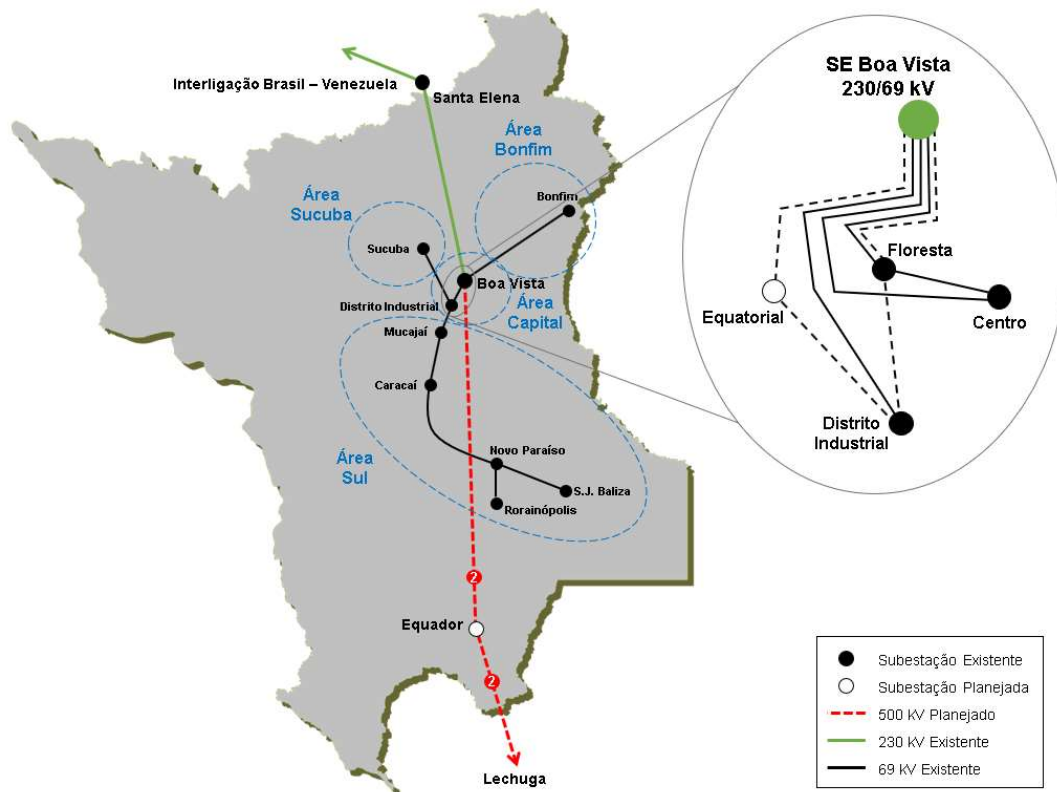 Interligação Brasil – Venezuela
Santa Elena
Área
Bonfim
Bonfim
Área
Sucuba
Sucuba
Boa Vista
Distrito Industrial
Área
Capital
Mucajaí
Caracaí
Área
Sul
Novo Paraíso
S.J. Baliza
Rorainópolis
2
Equador
2
Lechuga
SE Boa Vista
230/69 kV
Floresta
Equatorial
Centro
Distrito
Industrial
Subestação Existente
Subestação Planejada
500 kV Planejado
230 kV Existente
69 kV Existente